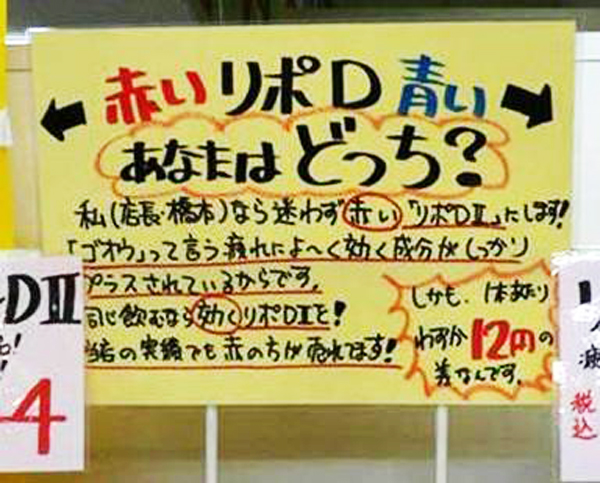 赤い リポD 青い
あなたは どっち?
私(店長・橋本)なら迷わず赤い「リポDⅡ」にします!
「ゴオウ」って言う疲れによ〜く効く成分がしっかり
プラスされているからです。
同じ飲むなら効くリポDⅡを!
当店の実績でも赤の方が売れてます!
しかも、1本あたり
わずか12円の
差なんです。
DⅡ
4
税込